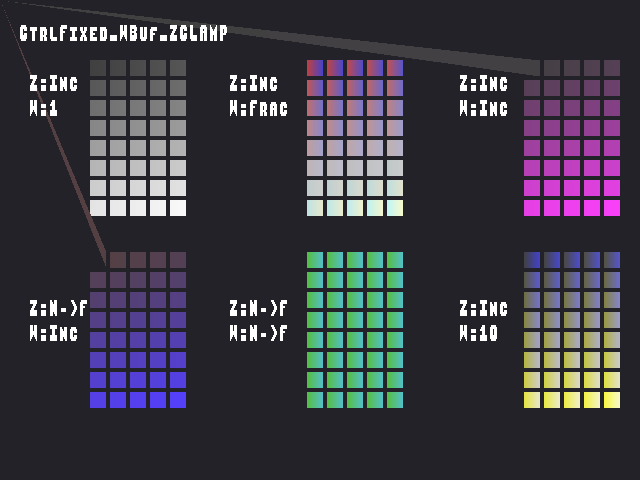 CtrlFixed_WBuf_ZCLAMP
Z:Inc
W:1
Z:Inc
W:Frac
Z:Inc
W:Inc
Z:N->F
W:Inc
Z:N->F
W:N->F
Z:Inc
W:10